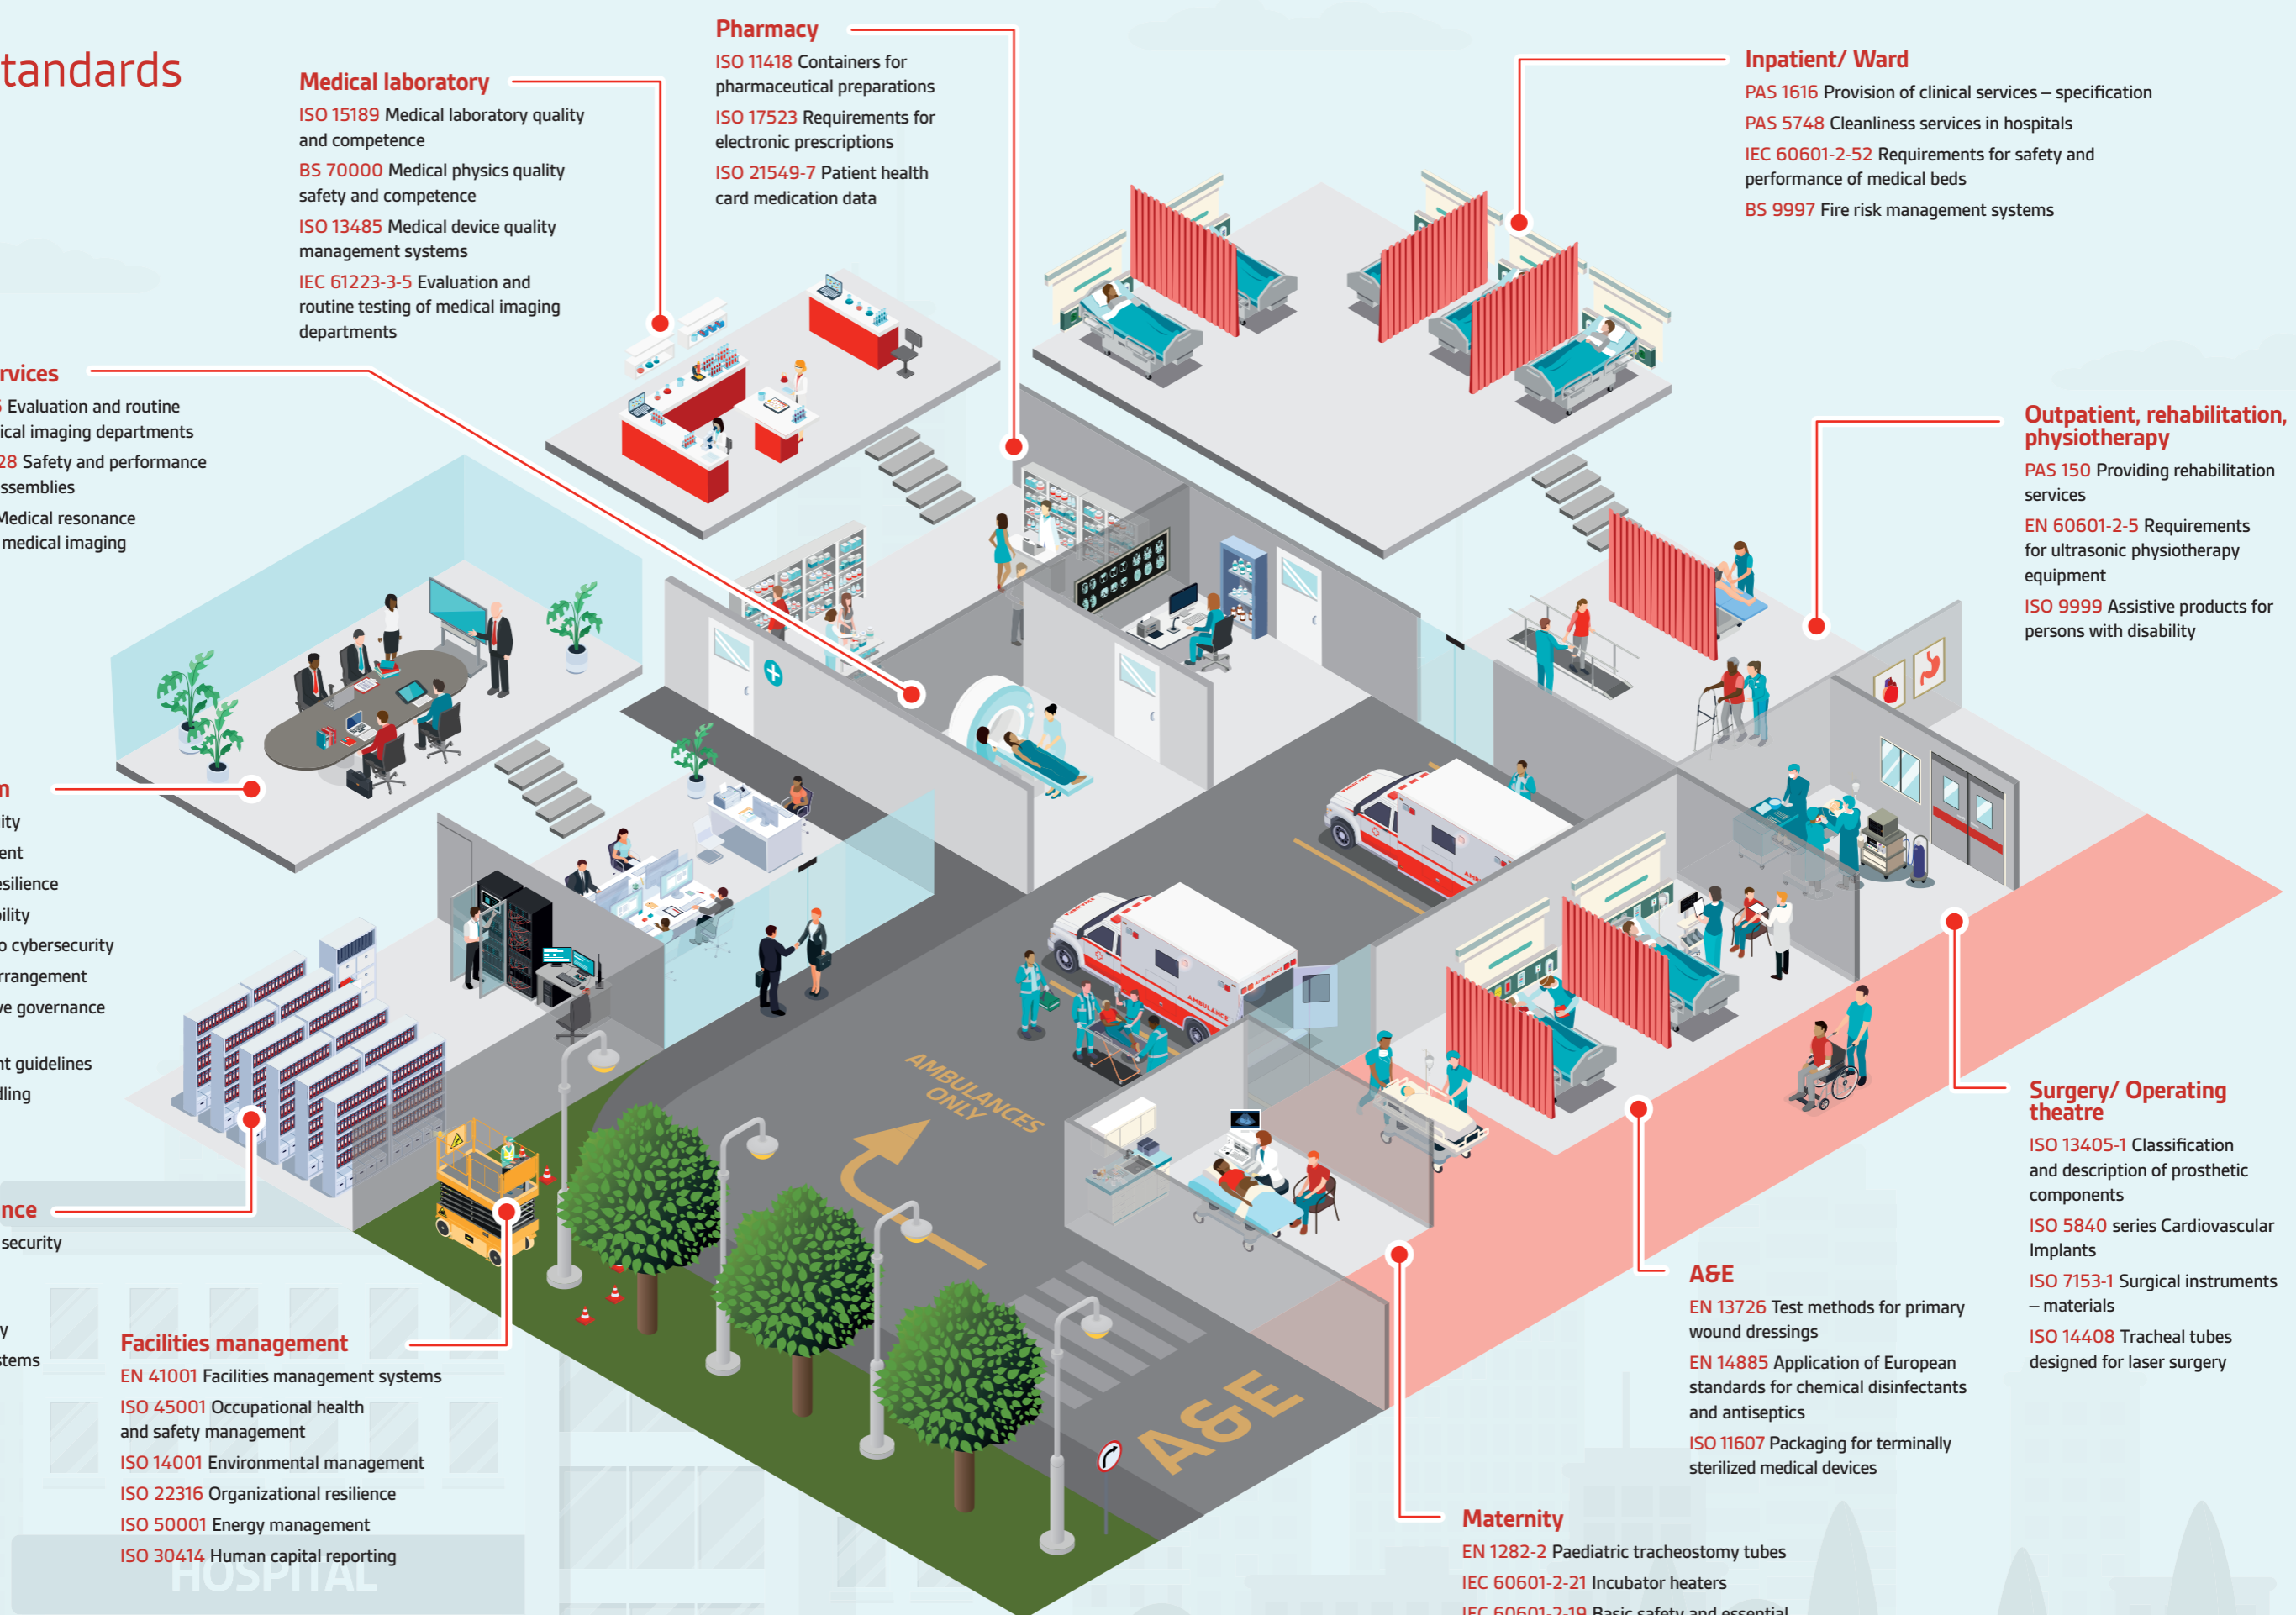 tandards
Medical laboratory
ISO 15189 Medical laboratory quality
and competence
BS 70000 Medical physics quality
safety and competence
ISO 13485 Medical device quality
management systems
IEC 61223-3-5 Evaluation and
routine testing of medical imaging
departments
Pharmacy
ISO 11418 Containers for
pharmaceutical preparations
ISO 17523 Requirements for
electronic prescriptions
ISO 21549-7 Patient health
card medication data
Inpatient/ Ward
PAS 1616 Provision of clinical services – specification
PAS 5748 Cleanliness services in hospitals
IEC 60601-2-52 Requirements for safety and
performance of medical beds
BS 9997 Fire risk management systems
rvices
Evaluation and routine
ical imaging departments
28 Safety and performance
ssemblies
Medical resonance
medical imaging
Outpatient, rehabilitation,
physiotherapy
PAS 150 Providing rehabilitation
services
EN 60601-2-5 Requirements
for ultrasonic physiotherapy
equipment
ISO 9999 Assistive products for
persons with disability
ity
ent
esilience
bility
o cybersecurity
rrangement
ve governance
nt guidelines
dling
nce
security
y
stems
AMBULANCES
ONLY
AMBULANCE
AMBULANCE
A&E
Facilities management
EN 41001 Facilities management systems
ISO 45001 Occupational health
and safety management
ISO 14001 Environmental management
ISO 22316 Organizational resilience
ISO 50001 Energy management
ISO 30414 Human capital reporting
HOSPITAL
Surgery/ Operating
theatre
ISO 13405-1 Classification
and description of prosthetic
components
ISO 5840 series Cardiovascular
Implants
ISO 7153-1 Surgical instruments
– materials
ISO 14408 Tracheal tubes
designed for laser surgery
A&E
EN 13726 Test methods for primary
wound dressings
EN 14885 Application of European
standards for chemical disinfectants
and antiseptics
ISO 11607 Packaging for terminally
sterilized medical devices
Maternity
EN 1282-2 Paediatric tracheostomy tubes
IEC 60601-2-21 Incubator heaters
IEC 60601-2-19 Basic safety and essential